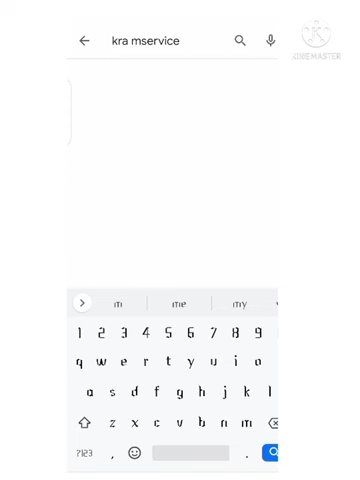 kra mservice
KINEMASTER
m me my
1 2 3 4 5 6 7 8 9
q w e r t y u i o
a s d f g h j k l
z x c v b n m
?123 , .